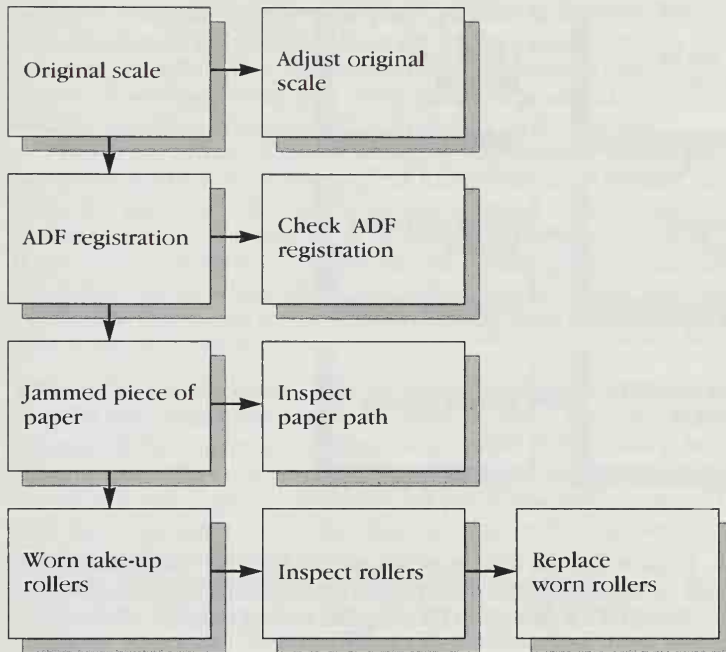 Original scale
Adjust original
scale
ADF registration
Check ADF
registration
Jammed piece of
paper
Inspect
paper path
Worn take-up
rollers
Inspect rollers
Replace
worn rollers